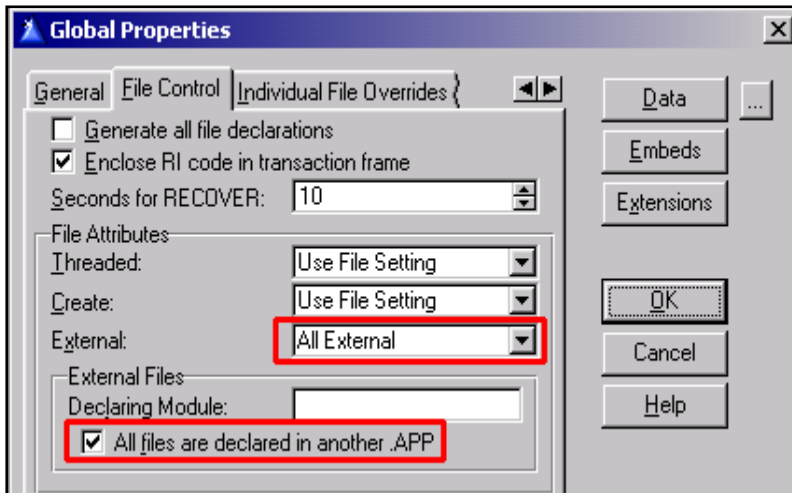 Global Properties
General File Control Individual File Overrides
Data ...
Generate all file declarations
Embeds
Enclose RI code in transaction frame
Seconds for RECOVER: 10
Extensions
File Attributes
Threaded: Use File Setting
Create: Use File Setting
OK
External: All External
Cancel
External Files
Declaring Module:
Help
All files are declared in another .APP